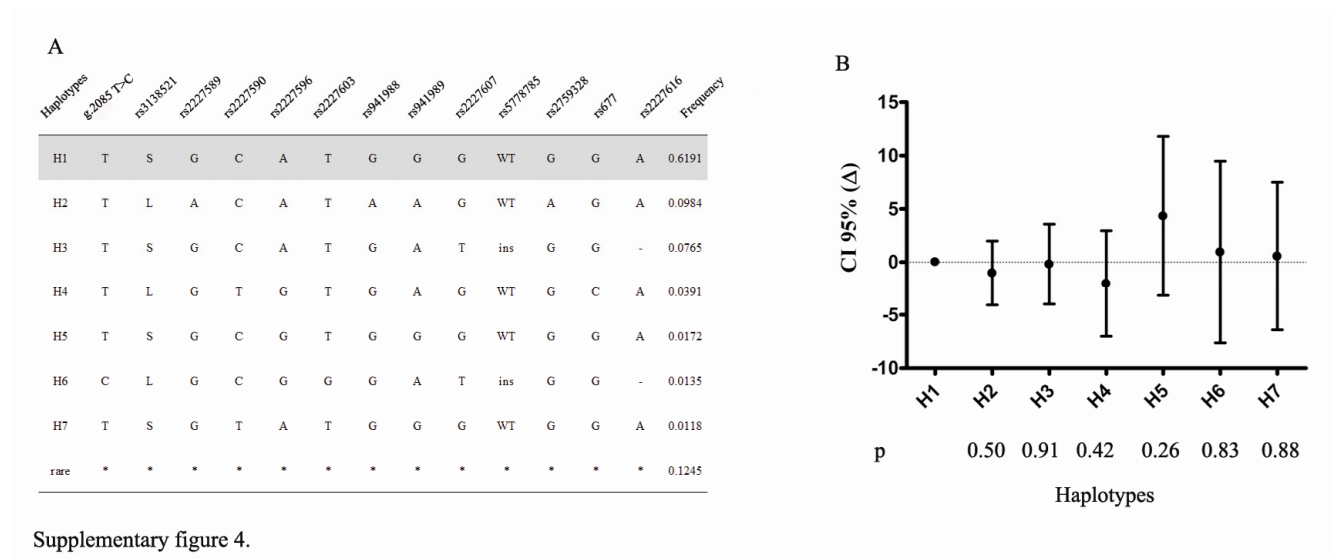 A
Haplotypes g.2085 T>C rs3138521 rs2227589 rs2227590 rs2227596 rs2227603 rs941988 rs941989 rs2227607 rs5778785 rs2759328 rs677 rs2227616 Frequency
H1 T S G C A T G G G WT G G A 0.6191
H2 T L A C A T A A G WT A G A 0.0984
H3 T S G C A T G A T ins G G - 0.0765
H4 T L G T G T G A G WT G C A 0.0391
H5 T S G C G T G G G WT G G A 0.0172
H6 C L G C G G G A T ins G G - 0.0135
H7 T S G T A T G G G WT G G A 0.0118
rare * * * * * * * * * * * * * 0.1245
B
CI 95% (Δ)
15
10
5
0
-5
-10
H1 H2 H3 H4 H5 H6 H7
p 0.50 0.91 0.42 0.26 0.83 0.88
Haplotypes
Supplementary figure 4.